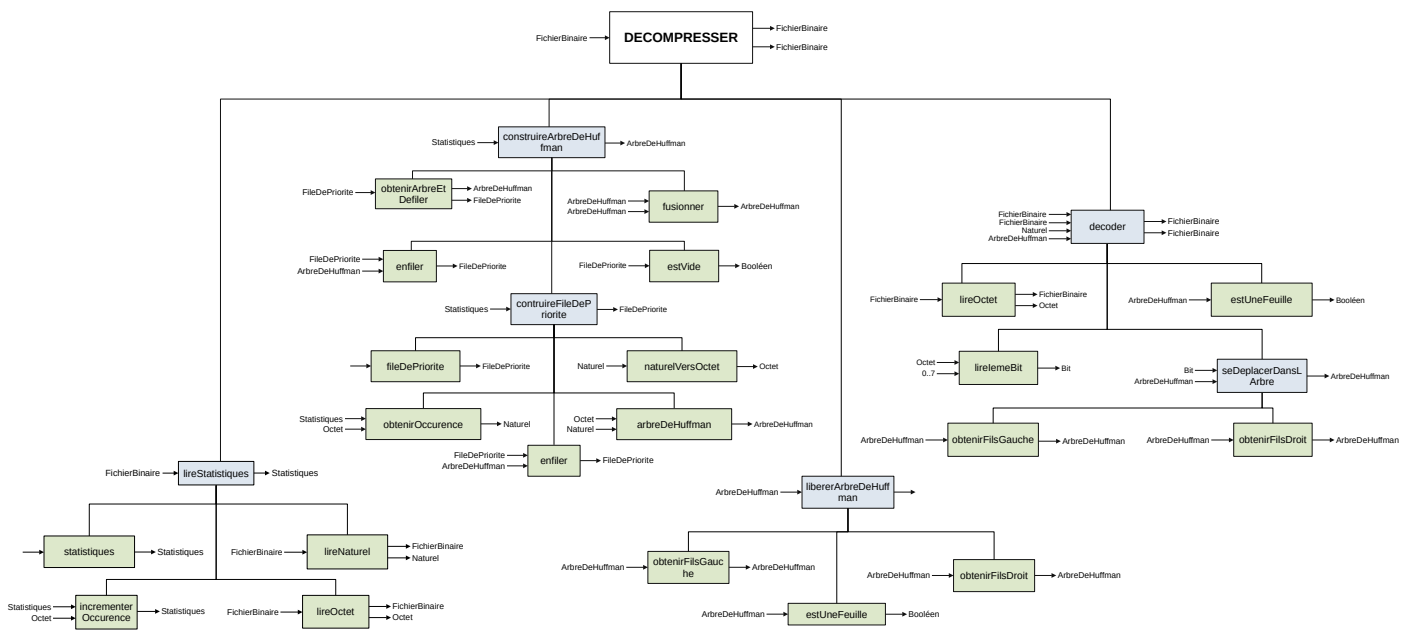 FichierBinaire
DECOMPRESSER
FichierBinaire
FichierBinaire
Statistiques
construireArbreDeHuf
fman
ArbreDeHuffman
FileDePriorite
obtenirArbreEt
Defiler
ArbreDeHuffman
FileDePriorite
ArbreDeHuffman
ArbreDeHuffman
fusionner
ArbreDeHuffman
FileDePriorite
ArbreDeHuffman
enfiler
FileDePriorite
FileDePriorite
estVide
Booléen
Statistiques
contruireFileDeP
riorite
FileDePriorite
fileDePriorite
FileDePriorite
Naturel
naturelVersOctet
Octet
Statistiques
Octet
obtenirOccurence
Naturel
Octet
Naturel
arbreDeHuffman
ArbreDeHuffman
FileDePriorite
ArbreDeHuffman
enfiler
FileDePriorite
FichierBinaire
FichierBinaire
Naturel
ArbreDeHuffman
decoder
FichierBinaire
FichierBinaire
FichierBinaire
lireOctet
FichierBinaire
Octet
ArbreDeHuffman
estUneFeuille
Booléen
Octet
0..7
lireIemeBit
Bit
Bit
ArbreDeHuffman
seDeplacerDansL
Arbre
ArbreDeHuffman
ArbreDeHuffman
obtenirFilsGauche
ArbreDeHuffman
ArbreDeHuffman
obtenirFilsDroit
ArbreDeHuffman
FichierBinaire
lireStatistiques
Statistiques
statistiques
Statistiques
FichierBinaire
lireNaturel
FichierBinaire
Naturel
Statistiques
Octet
incrementer
Occurence
Statistiques
FichierBinaire
lireOctet
FichierBinaire
Octet
ArbreDeHuffman
libererArbreDeHuff
man
ArbreDeHuffman
obtenirFilsGauc
he
ArbreDeHuffman
ArbreDeHuffman
obtenirFilsDroit
ArbreDeHuffman
ArbreDeHuffman
estUneFeuille
Booléen